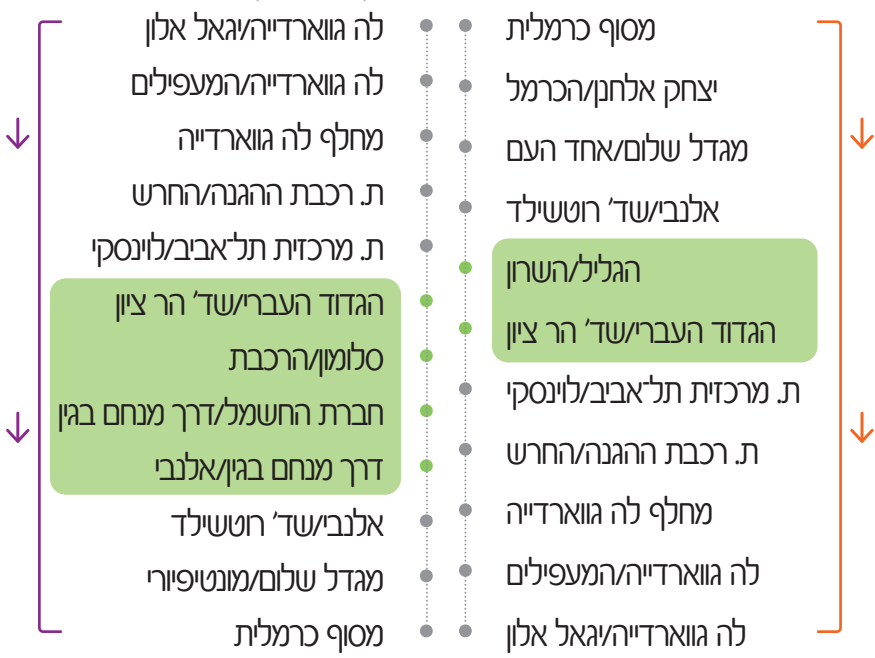 מסוף כרמלית
יצחק אלחנן/הכרמל
מגדל שלום/אחד העם
אלנבי/שד' רוטשילד
הגליל/השרון
הגדוד העברי/שד' הר ציון
ת. מרכזית תל־אביב/לוינסקי
ת. רכבת ההגנה/החרש
מחלף לה גווארדייה
לה גווארדייה/המעפילים
לה גווארדייה/יגאל אלון
לה גווארדייה/יגאל אלון
לה גווארדייה/המעפילים
מחלף לה גווארדייה
ת. רכבת ההגנה/החרש
ת. מרכזית תל־אביב/לוינסקי
הגדוד העברי/שד' הר ציון
סלומון/הרכבת
חברת החשמל/דרך מנחם בגין
דרך מנחם בגין/אלנבי
אלנבי/שד' רוטשילד
מגדל שלום/מונטיפיורי
מסוף כרמלית